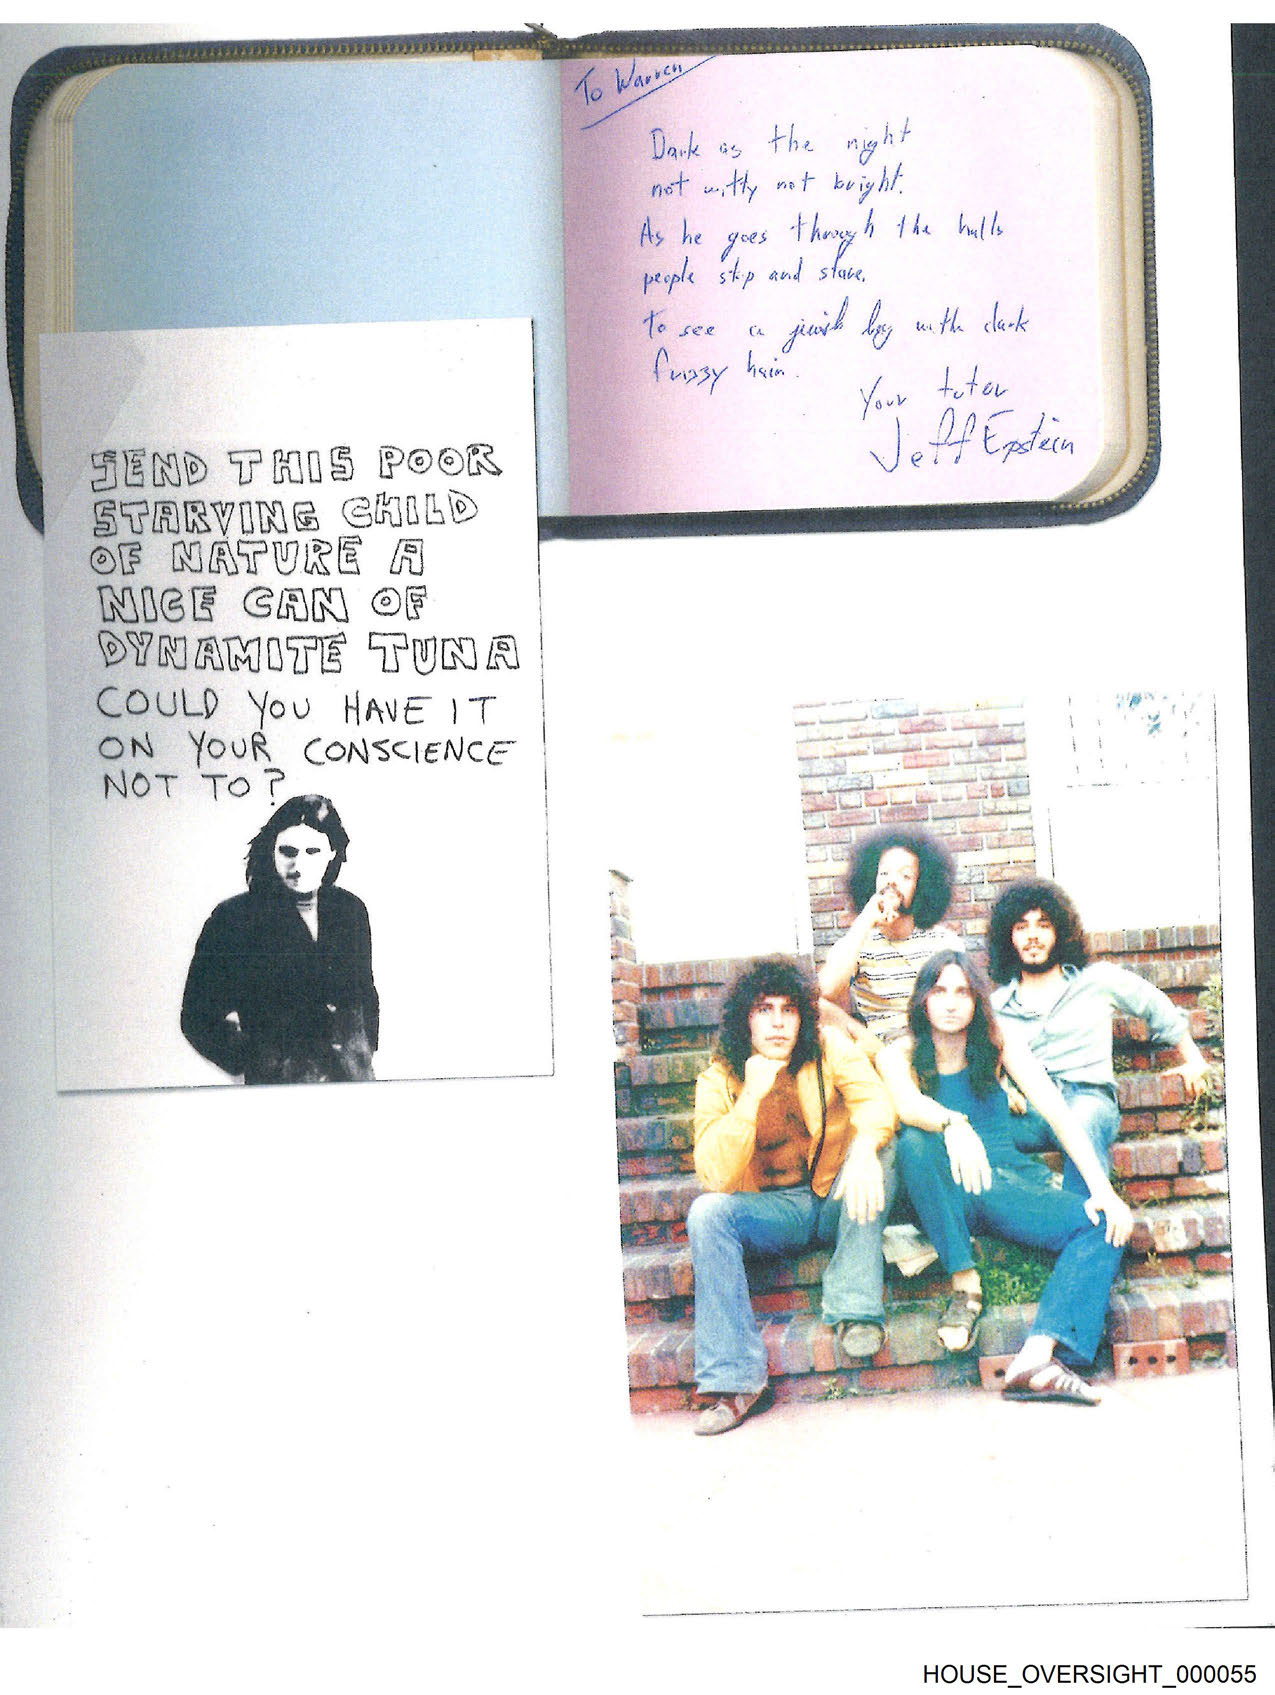 To Warren
Dark as the night
not witty not bright.
As he goes through the halls
people stop and stare.
To see a jewish boy with dark
frizzy hair.
Your tutor
Jeff Epstein
SEND THIS POOR
STARVING CHILD
OF NATURE A
NICE CAN OF
DYNAMITE TUNA
COULD YOU HAVE IT
ON YOUR CONSCIENCE
NOT TO?
HOUSE_OVERSIGHT_000055